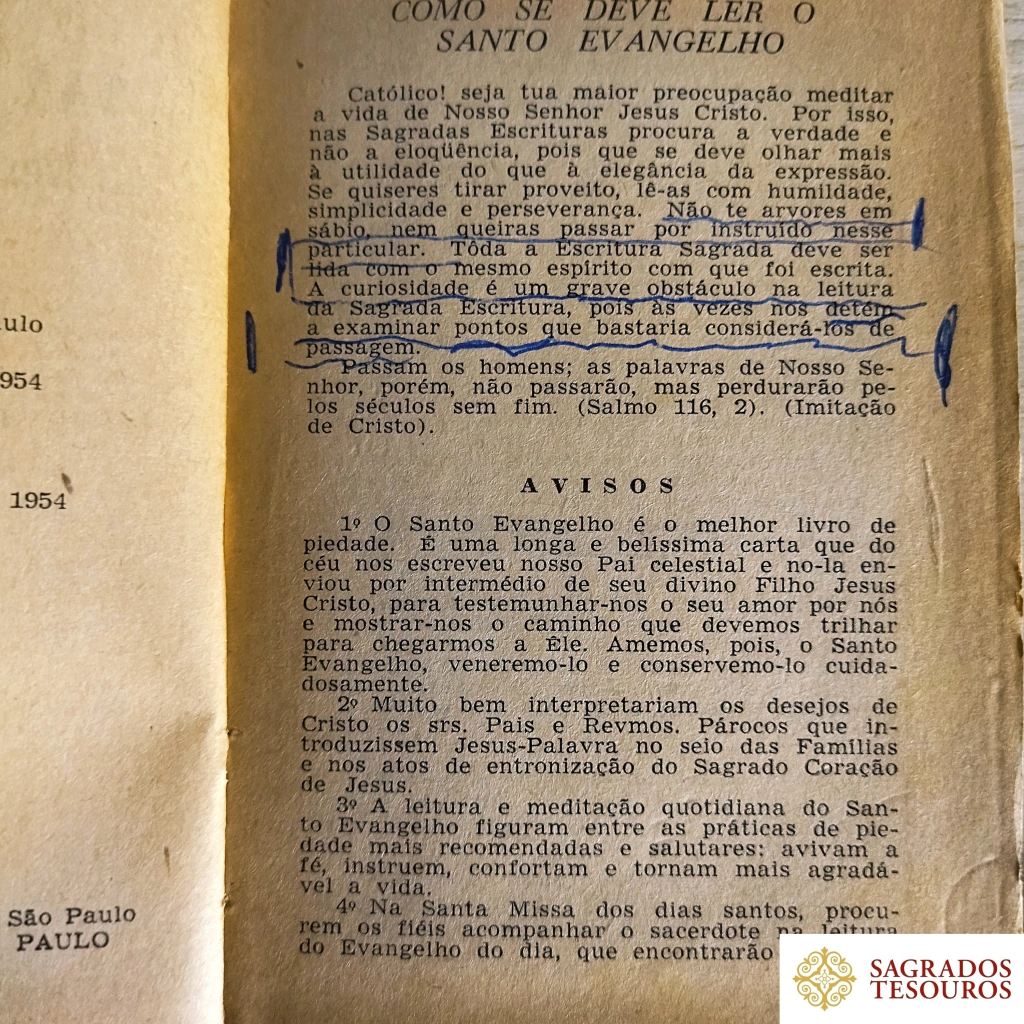 aulo
1954
1954
São Paulo
PAULO
COMO SE DEVE LER O
SANTO EVANGELHO
Católico! seja tua maior preocupação meditar
a vida de Nosso Senhor Jesus Cristo. Por isso,
nas Sagradas Escrituras procura a verdade e
não a eloqüência, pois que se deve olhar mais
à utilidade do que à elegância da expressão.
Se quiseres tirar proveito, lê-as com humildade,
simplicidade e perseverança. Não te arvores em
sábio, nem queiras passar por instruído nesse
particular. Tôda a Escritura Sagrada deve ser
lida com o mesmo espírito com que foi escrita.
A curiosidade é um grave obstáculo na leitura
da Sagrada Escritura, pois às vezes nos detém
a examinar pontos que bastaria considerá-los de
passagem.
Passam os homens; as palavras de Nosso Se-
nhor, porém, não passarão, mas perdurarão pe-
los séculos sem fim. (Salmo 116, 2). (Imitação
de Cristo).
AVISOS
1º O Santo Evangelho é o melhor livro de
piedade. É uma longa e belíssima carta que do
céu nos escreveu nosso Pai celestial e no-la en-
viou por intermédio de seu divino Filho Jesus
Cristo, para testemunhar-nos o seu amor por nós
e mostrar-nos o caminho que devemos trilhar
para chegarmos a Êle. Amemos, pois, o Santo
Evangelho, veneremo-lo e conservemo-lo cuida-
dosamente.
2º Muito bem interpretariam os desejos de
Cristo os srs. Pais e Revmos. Párocos que in-
troduzissem Jesus-Palavra no seio das Famílias
e nos atos de entronização do Sagrado Coração
de Jesus.
3º A leitura e meditação quotidiana do San-
to Evangelho figuram entre as práticas de pie-
dade mais recomendadas e salutares: avivam a
fé, instruem, confortam e tornam mais agradá-
vel a vida.
4º Na Santa Missa dos dias santos, procu-
rem os fiéis acompanhar o sacerdote na leitura
do Evangelho do dia, que encontrarão
SAGRADOS
TESOUROS